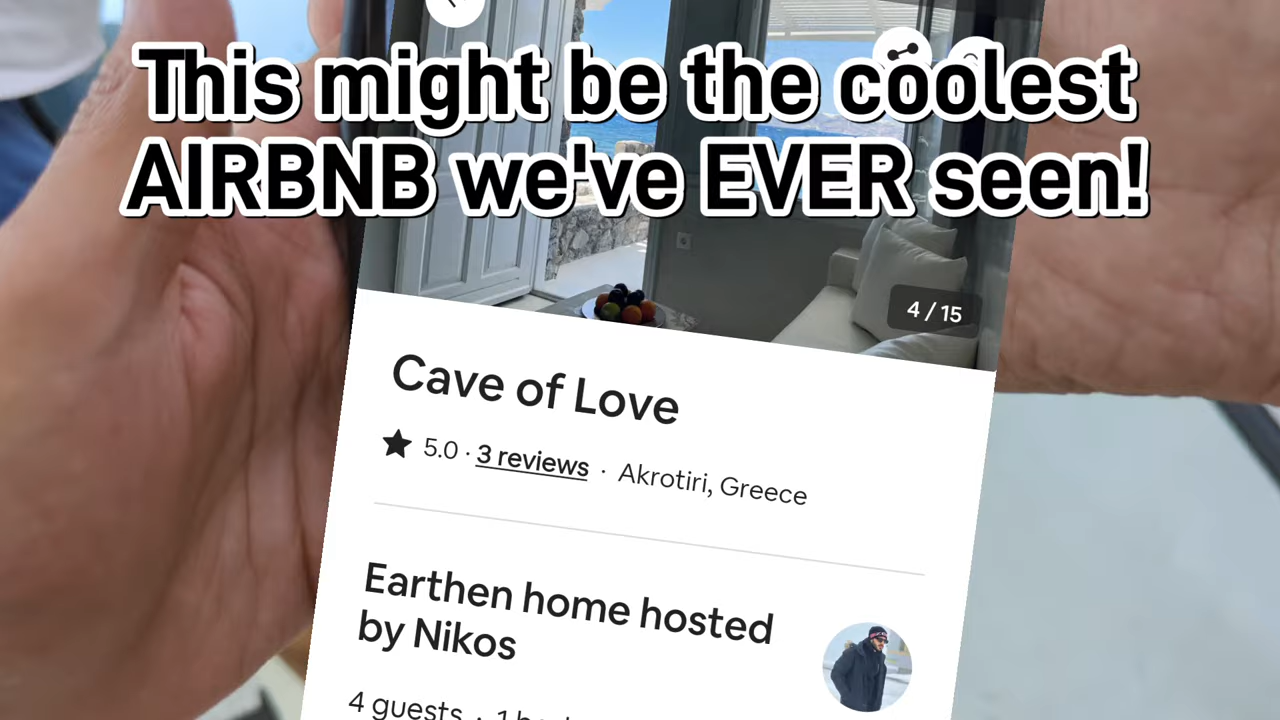 This might be the coolest
AIRBNB we've EVER seen!
4 / 15
Cave of Love
5.0 · 3 reviews · Akrotiri, Greece
Earthen home hosted
by Nikos
4 guests ·